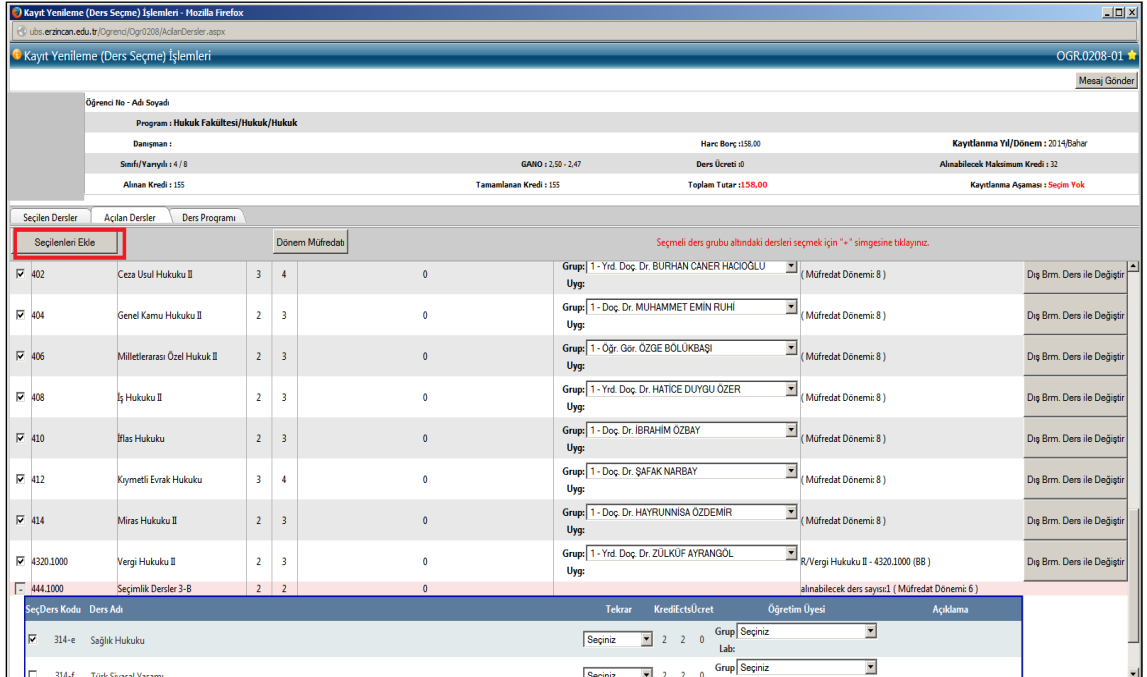 Kayıt Yenileme (Ders Seçme) İşlemleri - Mozilla Firefox
ubs.erzincan.edu.tr/Ogrenci/Ogr0208/AcilanDersler.aspx
Kayıt Yenileme (Ders Seçme) İşlemleri OGR.0208-01
Mesaj Gönder
Öğrenci No - Adı Soyadı
Program : Hukuk Fakültesi/Hukuk/Hukuk
Danışman : Harc Borç :158,00 Kayıtlanma Yıl/Dönem : 2014/Bahar
Sınıfı/Yarıyılı : 4 / 8 GANO : 2,50 - 2,47 Ders Ücreti :0 Alınabilecek Maksimum Kredi : 32
Alınan Kredi : 155 Tamamlanan Kredi : 155 Toplam Tutar :158,00 Kayıtlanma Aşaması : Seçim Yok
Seçilen Dersler Açılan Dersler Ders Programı
Seçilenleri Ekle Dönem Müfredatı Seçmeli ders grubu altındaki dersleri seçmek için "+" simgesine tıklayınız.
402 Ceza Usul Hukuku II 3 4 0 Grup: 1 - Yrd. Doç. Dr. BURHAN CANER HACIOĞLU ( Müfredat Dönemi: 8 ) Dış Brm. Ders ile Değiştir
Uyg:
404 Genel Kamu Hukuku II 2 3 0 Grup: 1 - Doç. Dr. MUHAMMET EMİN RUHİ ( Müfredat Dönemi: 8 ) Dış Brm. Ders ile Değiştir
Uyg:
406 Milletlerarası Özel Hukuk II 2 3 0 Grup: 1 - Öğr. Gör. ÖZGE BÖLÜKBAŞI ( Müfredat Dönemi: 8 ) Dış Brm. Ders ile Değiştir
Uyg:
408 İş Hukuku II 2 3 0 Grup: 1 - Yrd. Doç. Dr. HATİCE DUYGU ÖZER ( Müfredat Dönemi: 8 ) Dış Brm. Ders ile Değiştir
Uyg:
410 İflas Hukuku 2 3 0 Grup: 1 - Doç. Dr. İBRAHİM ÖZBAY ( Müfredat Dönemi: 8 ) Dış Brm. Ders ile Değiştir
Uyg:
412 Kıymetli Evrak Hukuku 3 4 0 Grup: 1 - Doç. Dr. ŞAFAK NARBAY ( Müfredat Dönemi: 8 ) Dış Brm. Ders ile Değiştir
Uyg:
414 Miras Hukuku II 2 3 0 Grup: 1 - Doç. Dr. HAYRUNNİSA ÖZDEMİR ( Müfredat Dönemi: 8 ) Dış Brm. Ders ile Değiştir
Uyg:
4320.1000 Vergi Hukuku II 2 3 0 Grup: 1 - Yrd. Doç. Dr. ZÜLKÜF AYRANGÖL R/Vergi Hukuku II - 4320.1000 (BB ) Dış Brm. Ders ile Değiştir
Uyg:
444.1000 Seçimlik Dersler 3-B 2 2 0 alınabilecek ders sayısı:1 ( Müfredat Dönemi: 6 )
SeçDers Kodu Ders Adı Tekrar KrediEctsÜcret Öğretim Üyesi Açıklama
314-e Sağlık Hukuku Seçiniz 2 2 0 Grup Seçiniz
Lab:
314-f Türk Siyasal Yaşamı Seçiniz 2 2 0 Grup Seçiniz